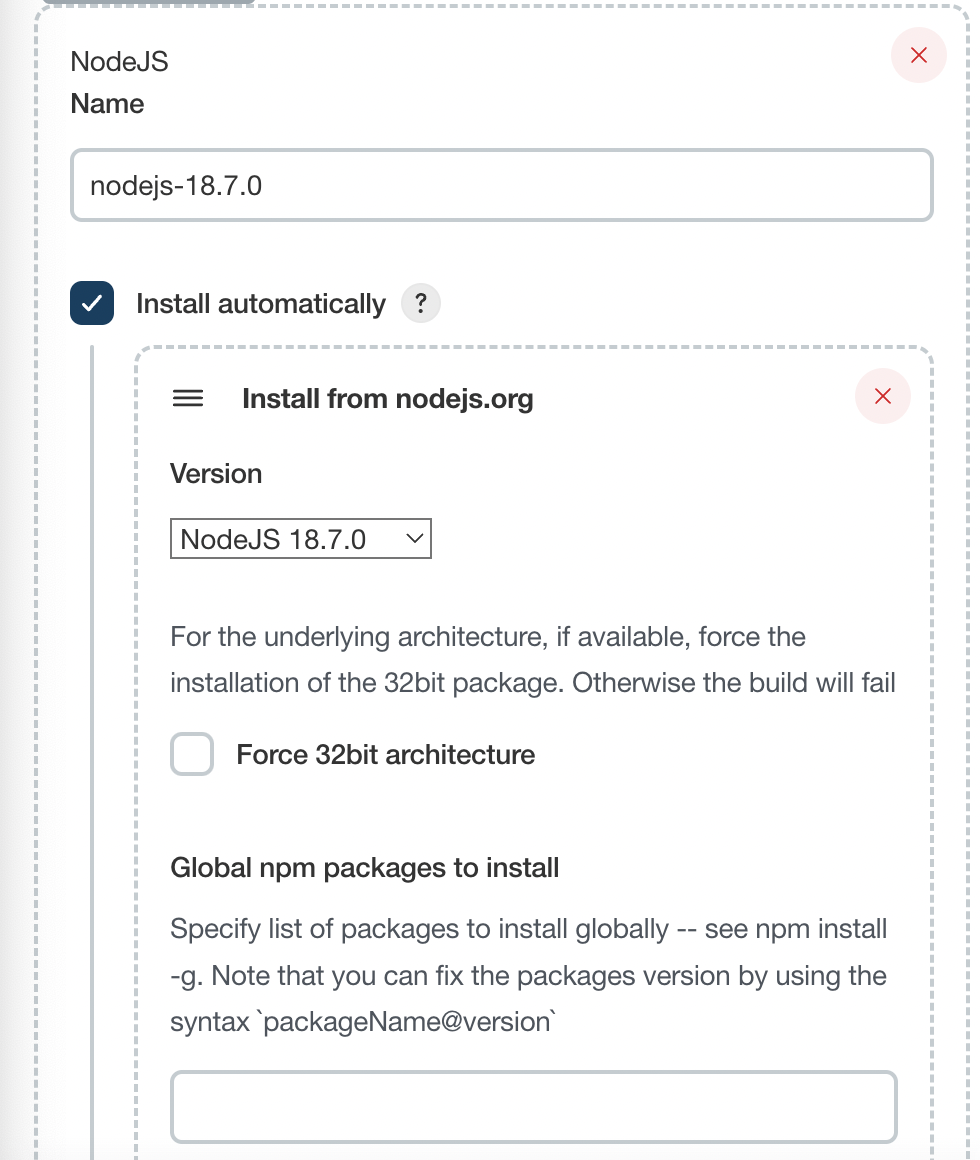 NodeJS
Name
nodejs-18.7.0
Install automatically ?
Install from nodejs.org
Version
NodeJS 18.7.0
For the underlying architecture, if available, force the
installation of the 32bit package. Otherwise the build will fail
Force 32bit architecture
Global npm packages to install
Specify list of packages to install globally -- see npm install
-g. Note that you can fix the packages version by using the
syntax `packageName@version`